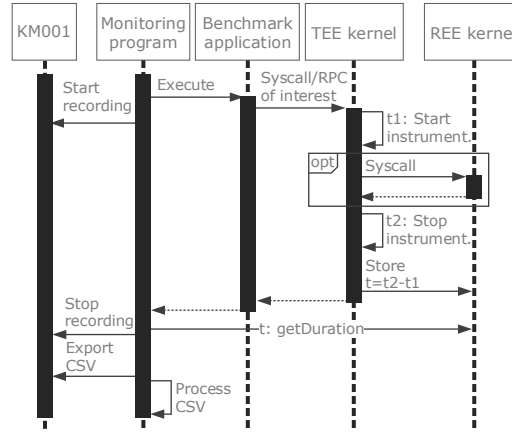 KM001
Monitoring
program
Benchmark
application
TEE kernel
REE kerne
Start
recording
Execute
Syscall/RPC
of interest
t1: Start
instrument.
opt
Syscall
t2: Stop
instrument.
Store
t=t2-t1
Stop
recording
t: getDuration
Export
CSV
Process
CSV